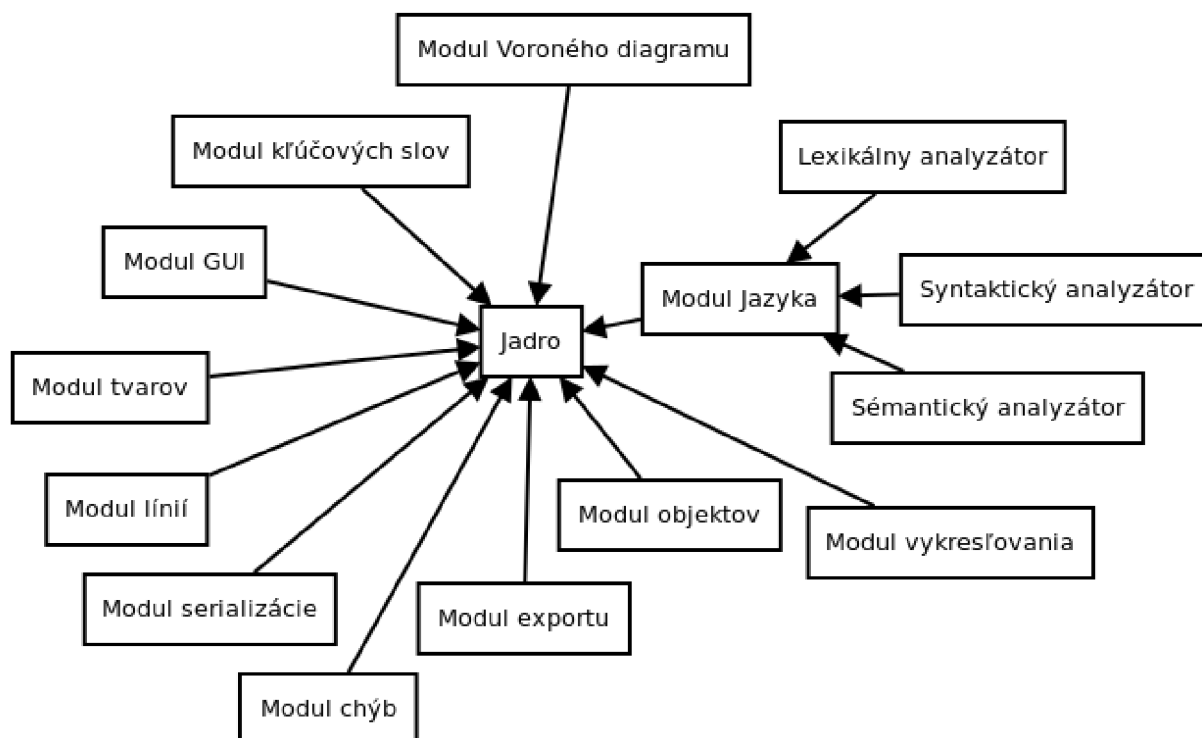 Modul Voroného diagramu
Modul kľúčových slov
Lexikálny analyzátor
Modul GUI
Modul Jazyka
Syntaktický analyzátor
Jadro
Modul tvarov
Sémantický analyzátor
Modul línií
Modul objektov
Modul vykresľovania
Modul serializácie
Modul exportu
Modul chýb